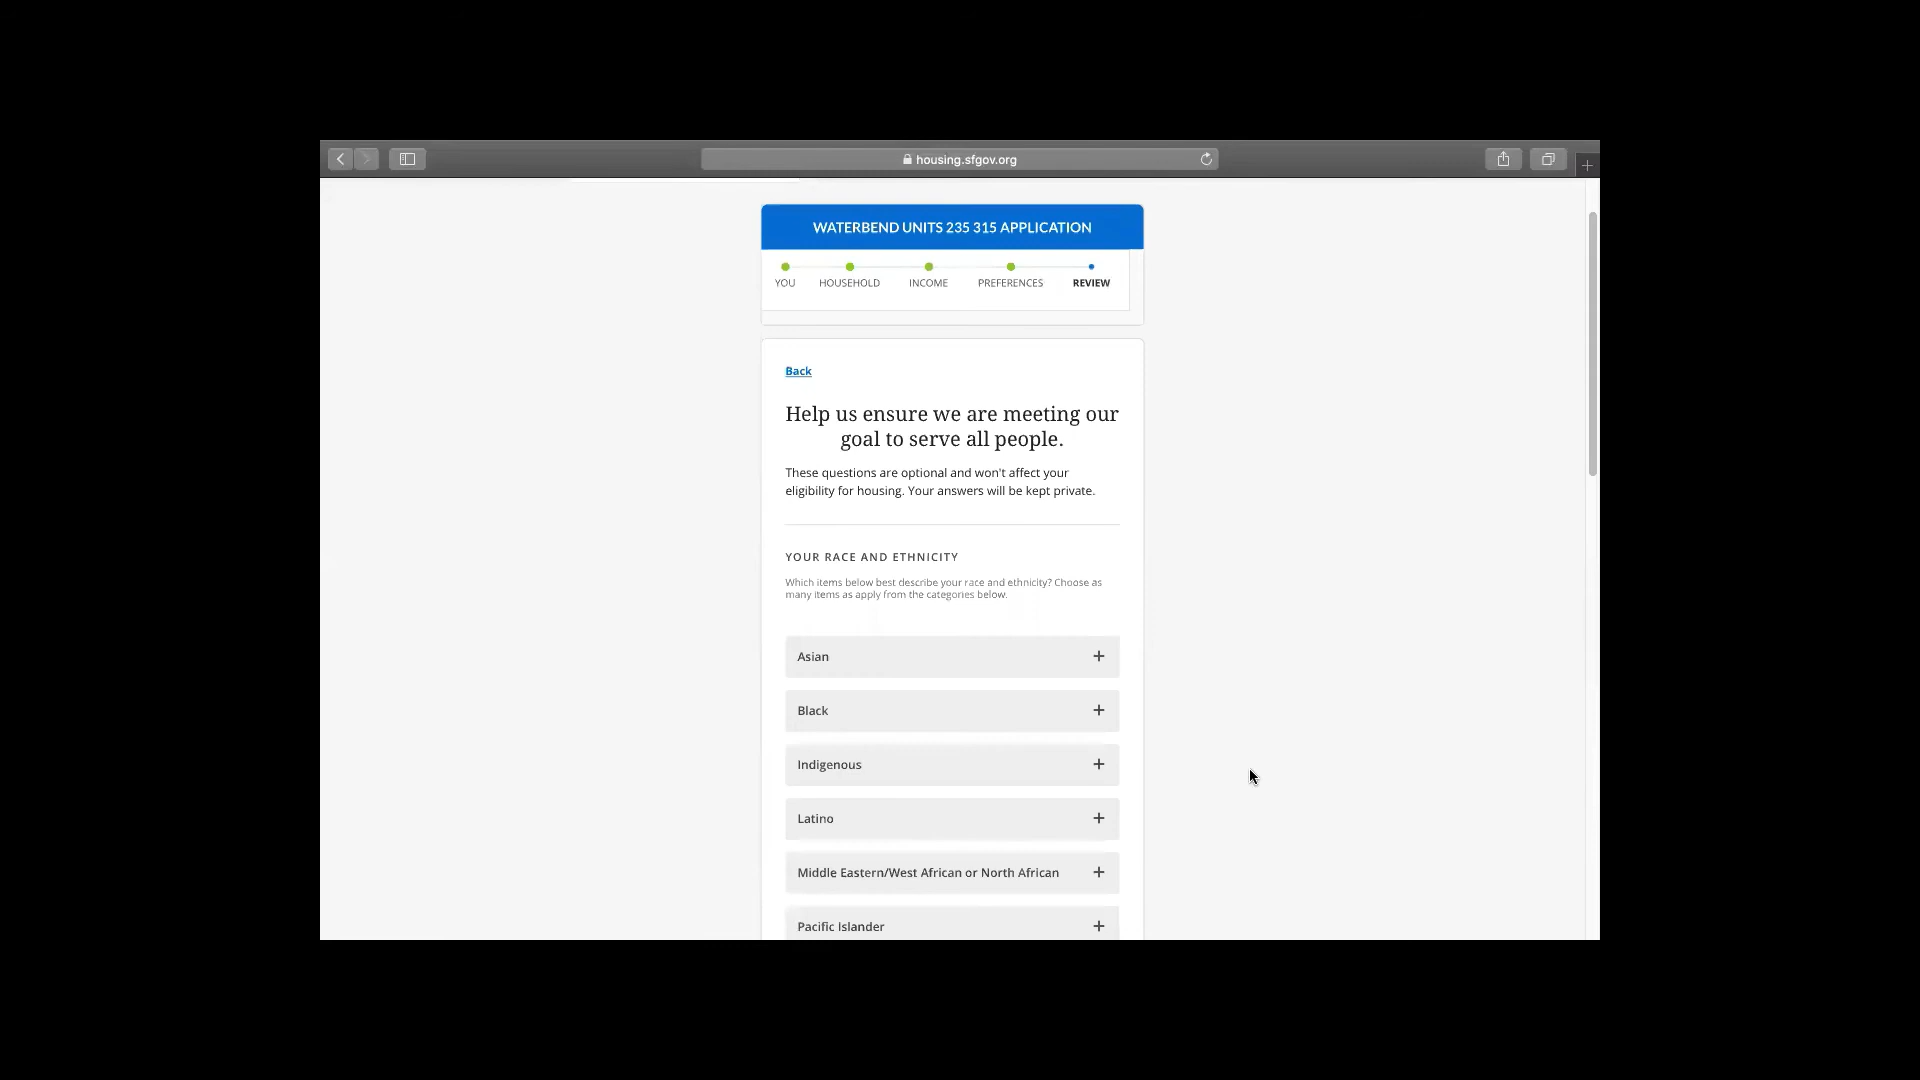 housing.sfgov.org
WATERBEND UNITS 235 315 APPLICATION
YOU HOUSEHOLD INCOME PREFERENCES REVIEW
Back
Help us ensure we are meeting our
goal to serve all people.
These questions are optional and won't affect your
eligibility for housing. Your answers will be kept private.
YOUR RACE AND ETHNICITY
Which items below best describe your race and ethnicity? Choose as
many items as apply from the categories below.
Asian +
Black +
Indigenous +
Latino +
Middle Eastern/West African or North African +
Pacific Islander +